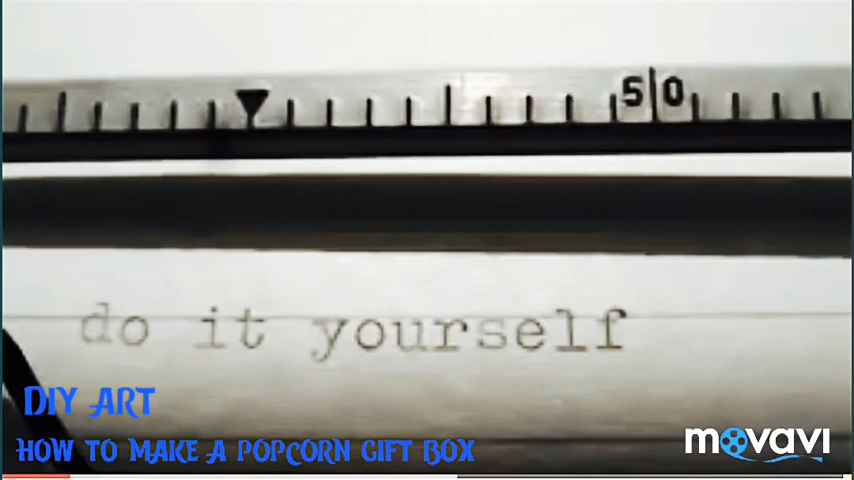 50
do it yourself
DIY ART
HOW TO MAKE A POPCORN GIFT BOX
movavi